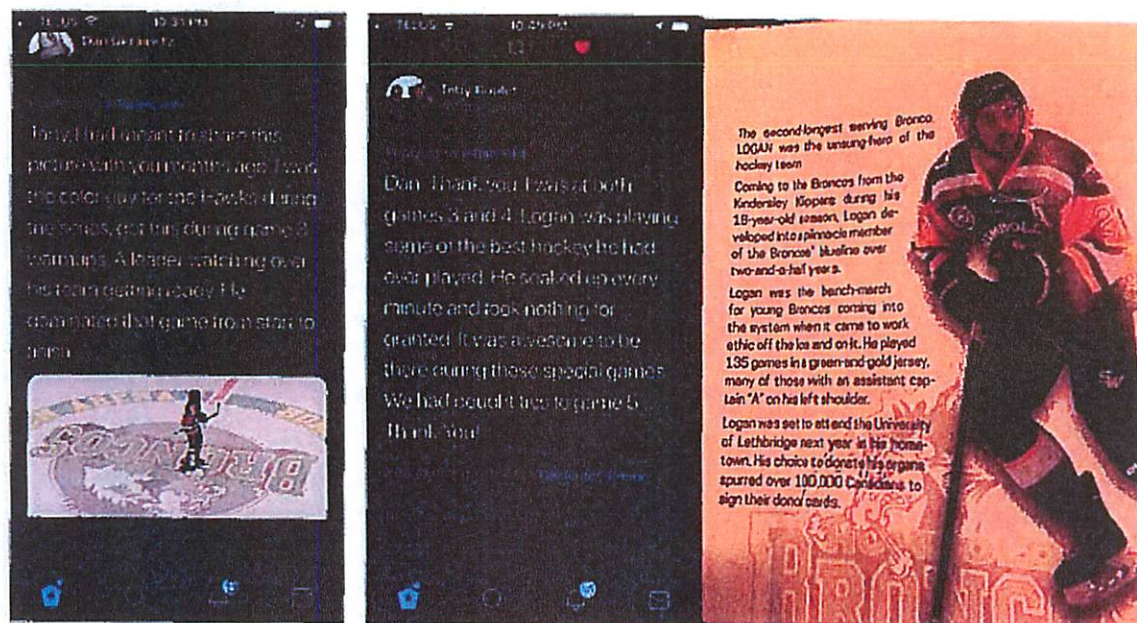 TELUS
10:31 PM
Terry, I had meant to share this
picture with you months ago. I was
the color guy for the Hawks during
the series, got this during game 3
warmups. A leader, watching over
his team getting ready. He
dominated that game from start to
finish.
BRONCOS
TELUS
10:45 PM
Dan. Thank you. I was at both
games 3 and 4. Logan was playing
some of the best hockey he had
ever played. He soaked up every
minute and took nothing for
granted. It was awesome to be
there during those special games.
We had bought tixs to game 5...
Thank You!
The second-longest serving Bronco,
LOGAN was the unsung-hero of the
hockey team
Coming to the Broncos from the
Kindersley Klippers during his
18-year-old season, Logan de-
veloped into a pinnacle member
of the Broncos' blueline over
two-and-a-half years.
Logan was the bench-march
for young Broncos coming into
the system when it came to work
ethic off the ice and on it. He played
135 games in a green-and-gold jersey,
many of those with an assistant cap-
tain "A" on his left shoulder.
Logan was set to attend the University
of Lethbridge next year in his home-
town. His choice to donate his organs
spurred over 100,000 Canadians to
sign their donor cards.